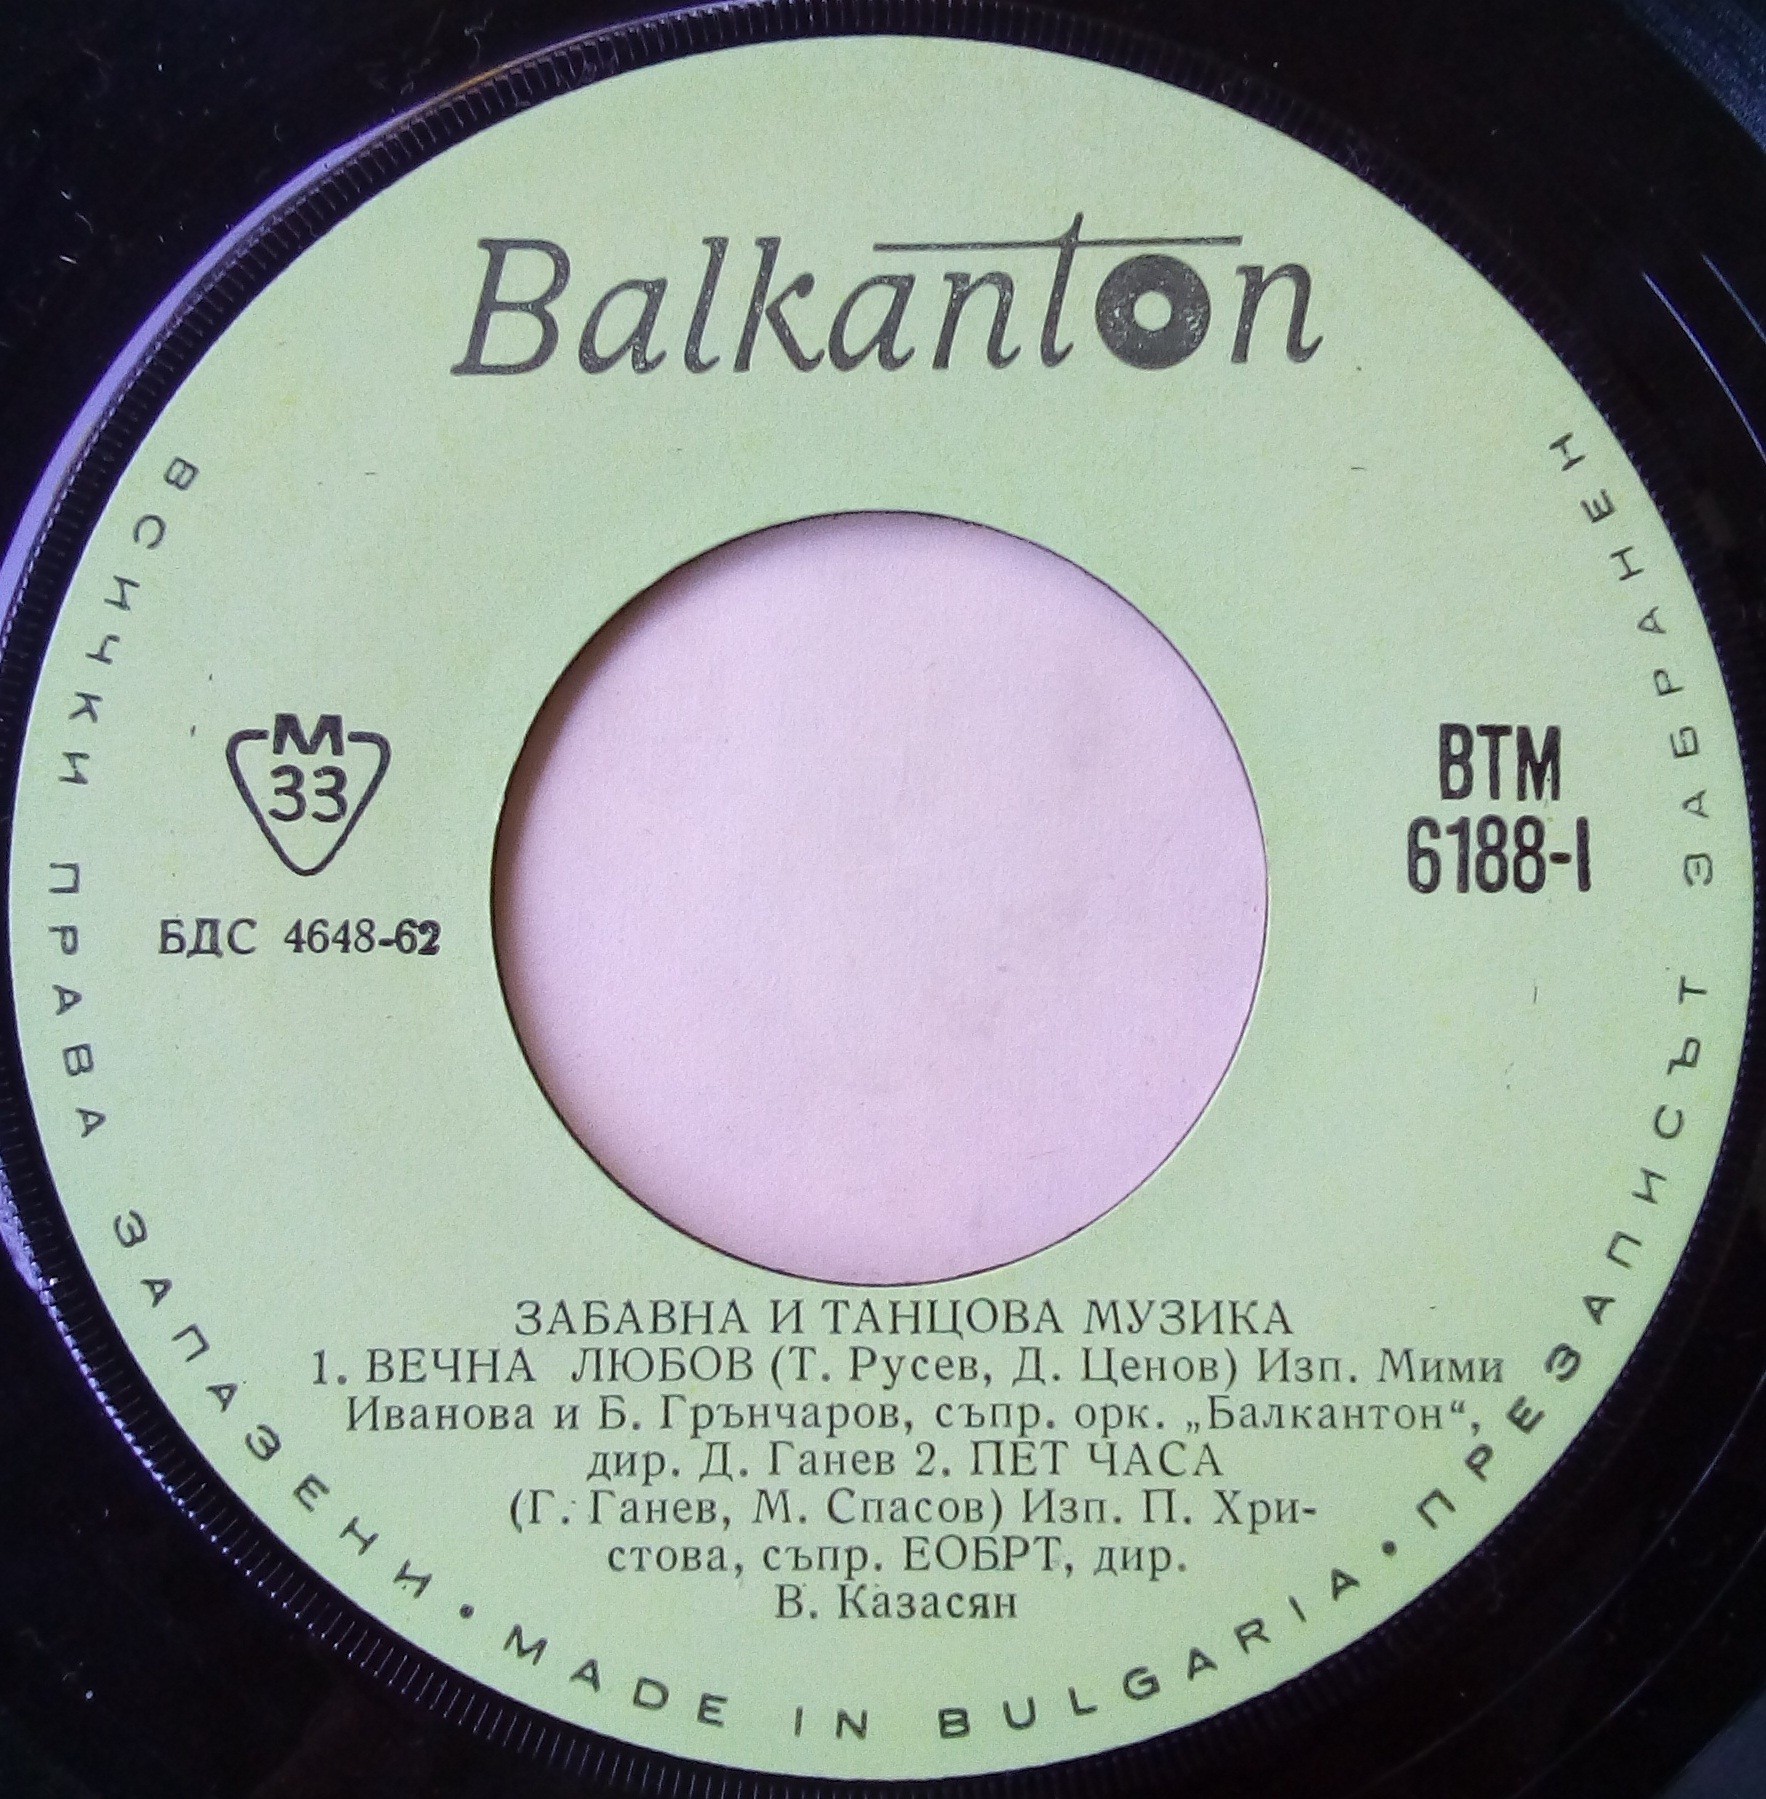 Balkanton
ВСИЧКИ ПРАВА ЗАПАЗЕНИ • MADE IN BULGARIA • ПРЕЗАПИСЪТ ЗАБРАНЕН
М
33
БДС 4648-62
ВТМ
6188-I
ЗАБАВНА И ТАНЦОВА МУЗИКА
1. ВЕЧНА ЛЮБОВ (Т. Русев, Д. Ценов) Изп. Мими
Иванова и Б. Грънчаров, съпр. орк. „Балкантон“,
дир. Д. Ганев 2. ПЕТ ЧАСА
(Г. Ганев, М. Спасов) Изп. П. Хри-
стова, съпр. ЕОБРТ, дир.
В. Казасян